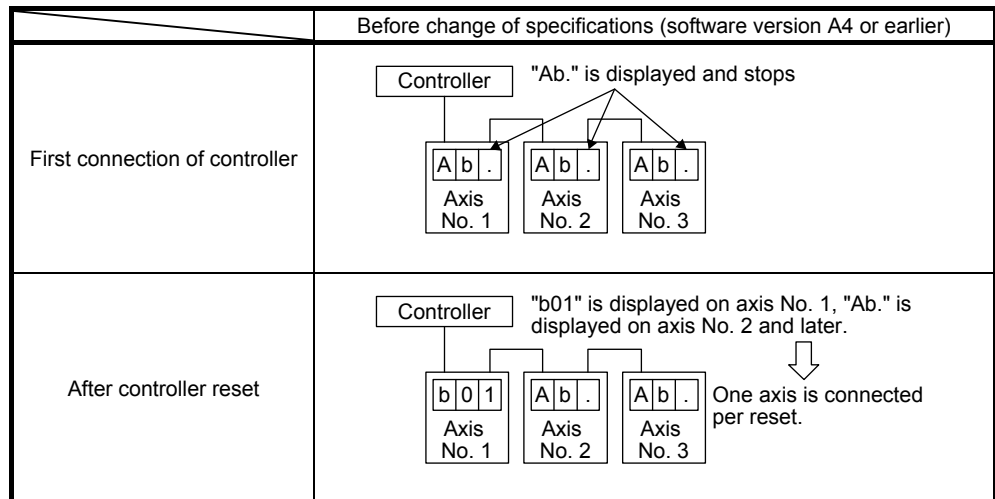 Before change of specifications (software version A4 or earlier)
First connection of controller
Controller
"Ab." is displayed and stops
A b .
A b .
A b .
Axis
No. 1
Axis
No. 2
Axis
No. 3
After controller reset
Controller
"b01" is displayed on axis No. 1, "Ab." is
displayed on axis No. 2 and later.
b 0 1
A b .
A b .
One axis is connected
per reset.
Axis
No. 1
Axis
No. 2
Axis
No. 3